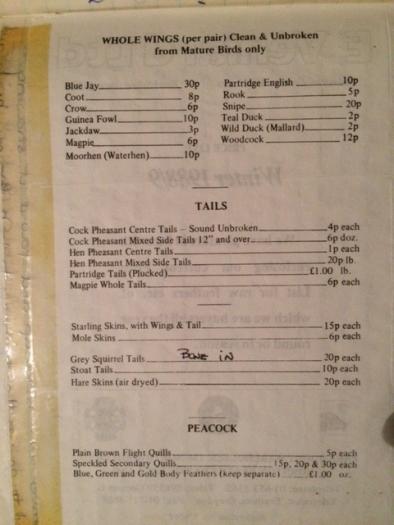 WHOLE WINGS (per pair) Clean & Unbroken
from Mature Birds only
Blue Jay 30p
Coot 8p
Crow 6p
Guinea Fowl 10p
Jackdaw 3p
Magpie 6p
Moorhen (Waterhen) 10p
Partridge English 10p
Rook 5p
Snipe 20p
Teal Duck 2p
Wild Duck (Mallard) 2p
Woodcock 12p
TAILS
Cock Pheasant Centre Tails – Sound Unbroken 4p each
Cock Pheasant Mixed Side Tails 12" and over 6p doz.
Hen Pheasant Centre Tails 1p each
Hen Pheasant Mixed Side Tails 20p lb.
Partridge Tails (Plucked) £1.00 lb.
Magpie Whole Tails 6p each
Starling Skins, with Wings & Tail 15p each
Mole Skins 6p each
Grey Squirrel Tails BONE IN 20p each
Stoat Tails 10p each
Hare Skins (air dryed) 20p each
PEACOCK
Plain Brown Flight Quills 5p each
Speckled Secondary Quills 15p, 20p & 30p each
Blue, Green and Gold Body Feathers (keep separate) £1.00 oz.
Winter 1988/9